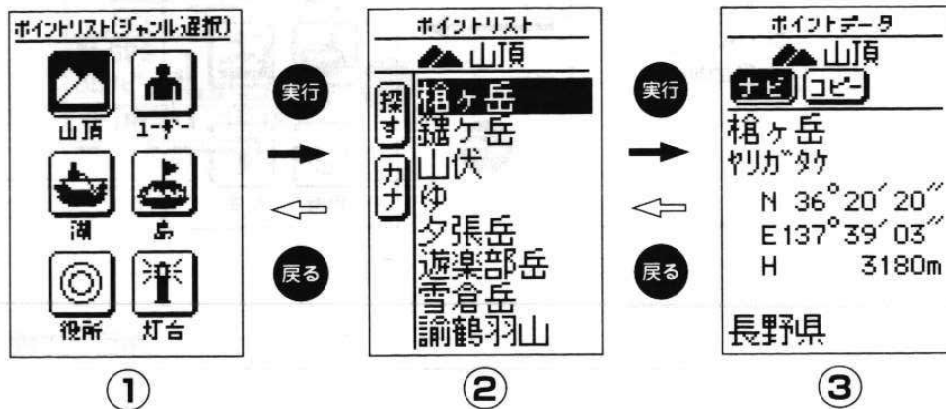 ポイントリスト(ジャンル選択)
山頂
ユーザー
湖
島
役所
灯台
①
実行
戻る
ポイントリスト
山頂
探す
カナ
槍ヶ岳
鑓ケ岳
山伏
ゆ
夕張岳
遊楽部岳
雪倉岳
諭鶴羽山
②
実行
戻る
ポイントデータ
山頂
ナビ コピー
槍ヶ岳
ヤリガタケ
N 36°20′20″
E137°39′03″
H 3180m
長野県
③